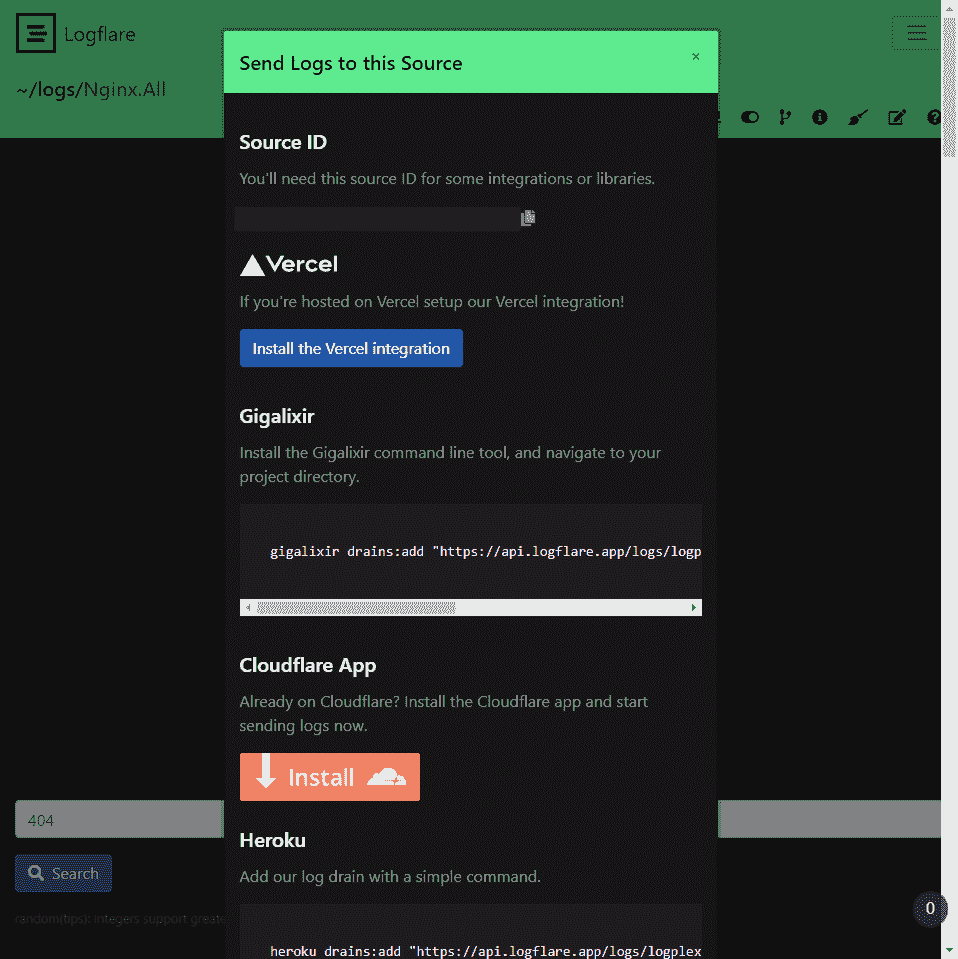 Logflare
~/logs/Nginx.All
Send Logs to this Source
×
Source ID
You'll need this source ID for some integrations or libraries.
Vercel
If you're hosted on Vercel setup our Vercel integration!
Install the Vercel integration
Gigalixir
Install the Gigalixir command line tool, and navigate to your
project directory.
gigalixir drains:add "https://api.logflare.app/logs/logp
Cloudflare App
Already on Cloudflare? Install the Cloudflare app and start
sending logs now.
Install
404
Heroku
Search
Add our log drain with a simple command.
0
random(tips): integers support greate
heroku drains:add "https://api.logflare.app/logs/logplex